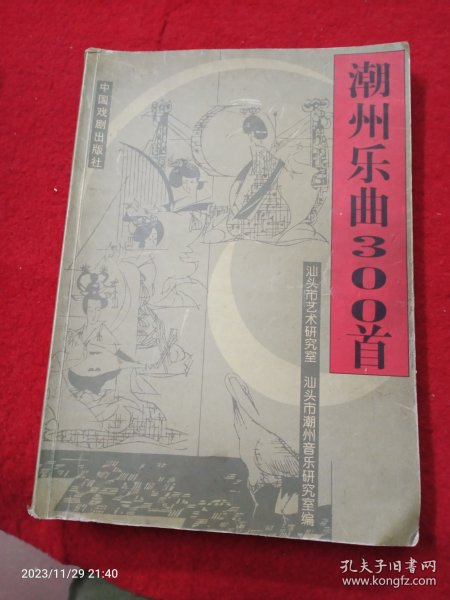 潮州乐曲300首
中国戏剧出版社
汕头市艺术研究室 汕头市潮州音乐研究室编
2023/11/29 21:40
孔夫子旧书网
www.kongfz.com